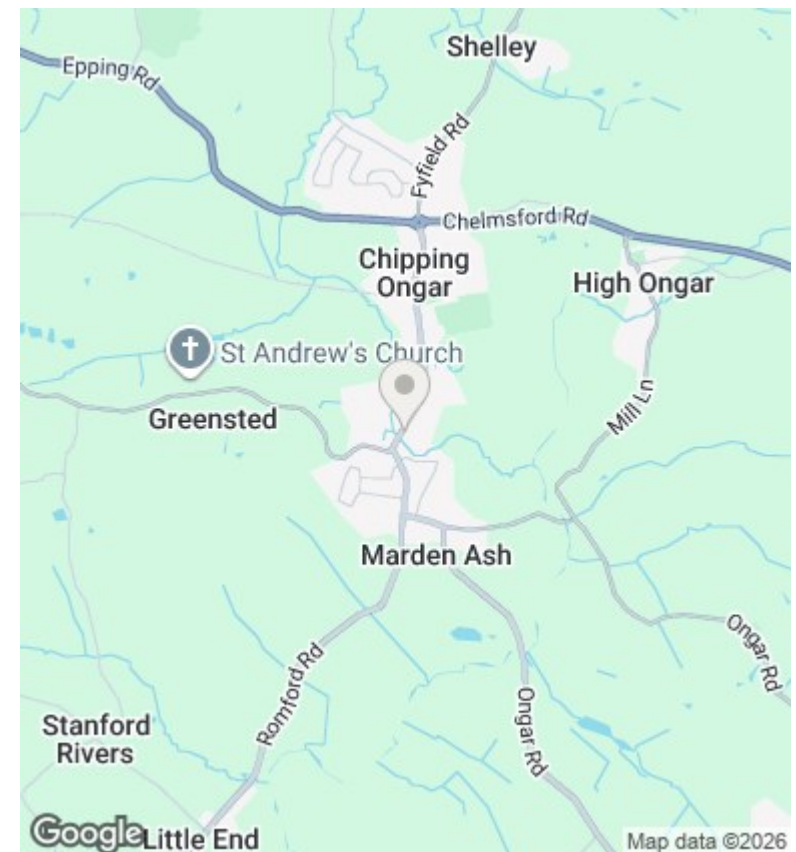 Shelley
Epping Rd
Fyfield Rd
Chelmsford Rd
Chipping
Ongar
High Ongar
St Andrew's Church
Greensted
Mill Ln
Marden Ash
Romford Rd
Ongar Rd
Ongar Rd
Stanford
Rivers
Google
Little End
Map data ©2026